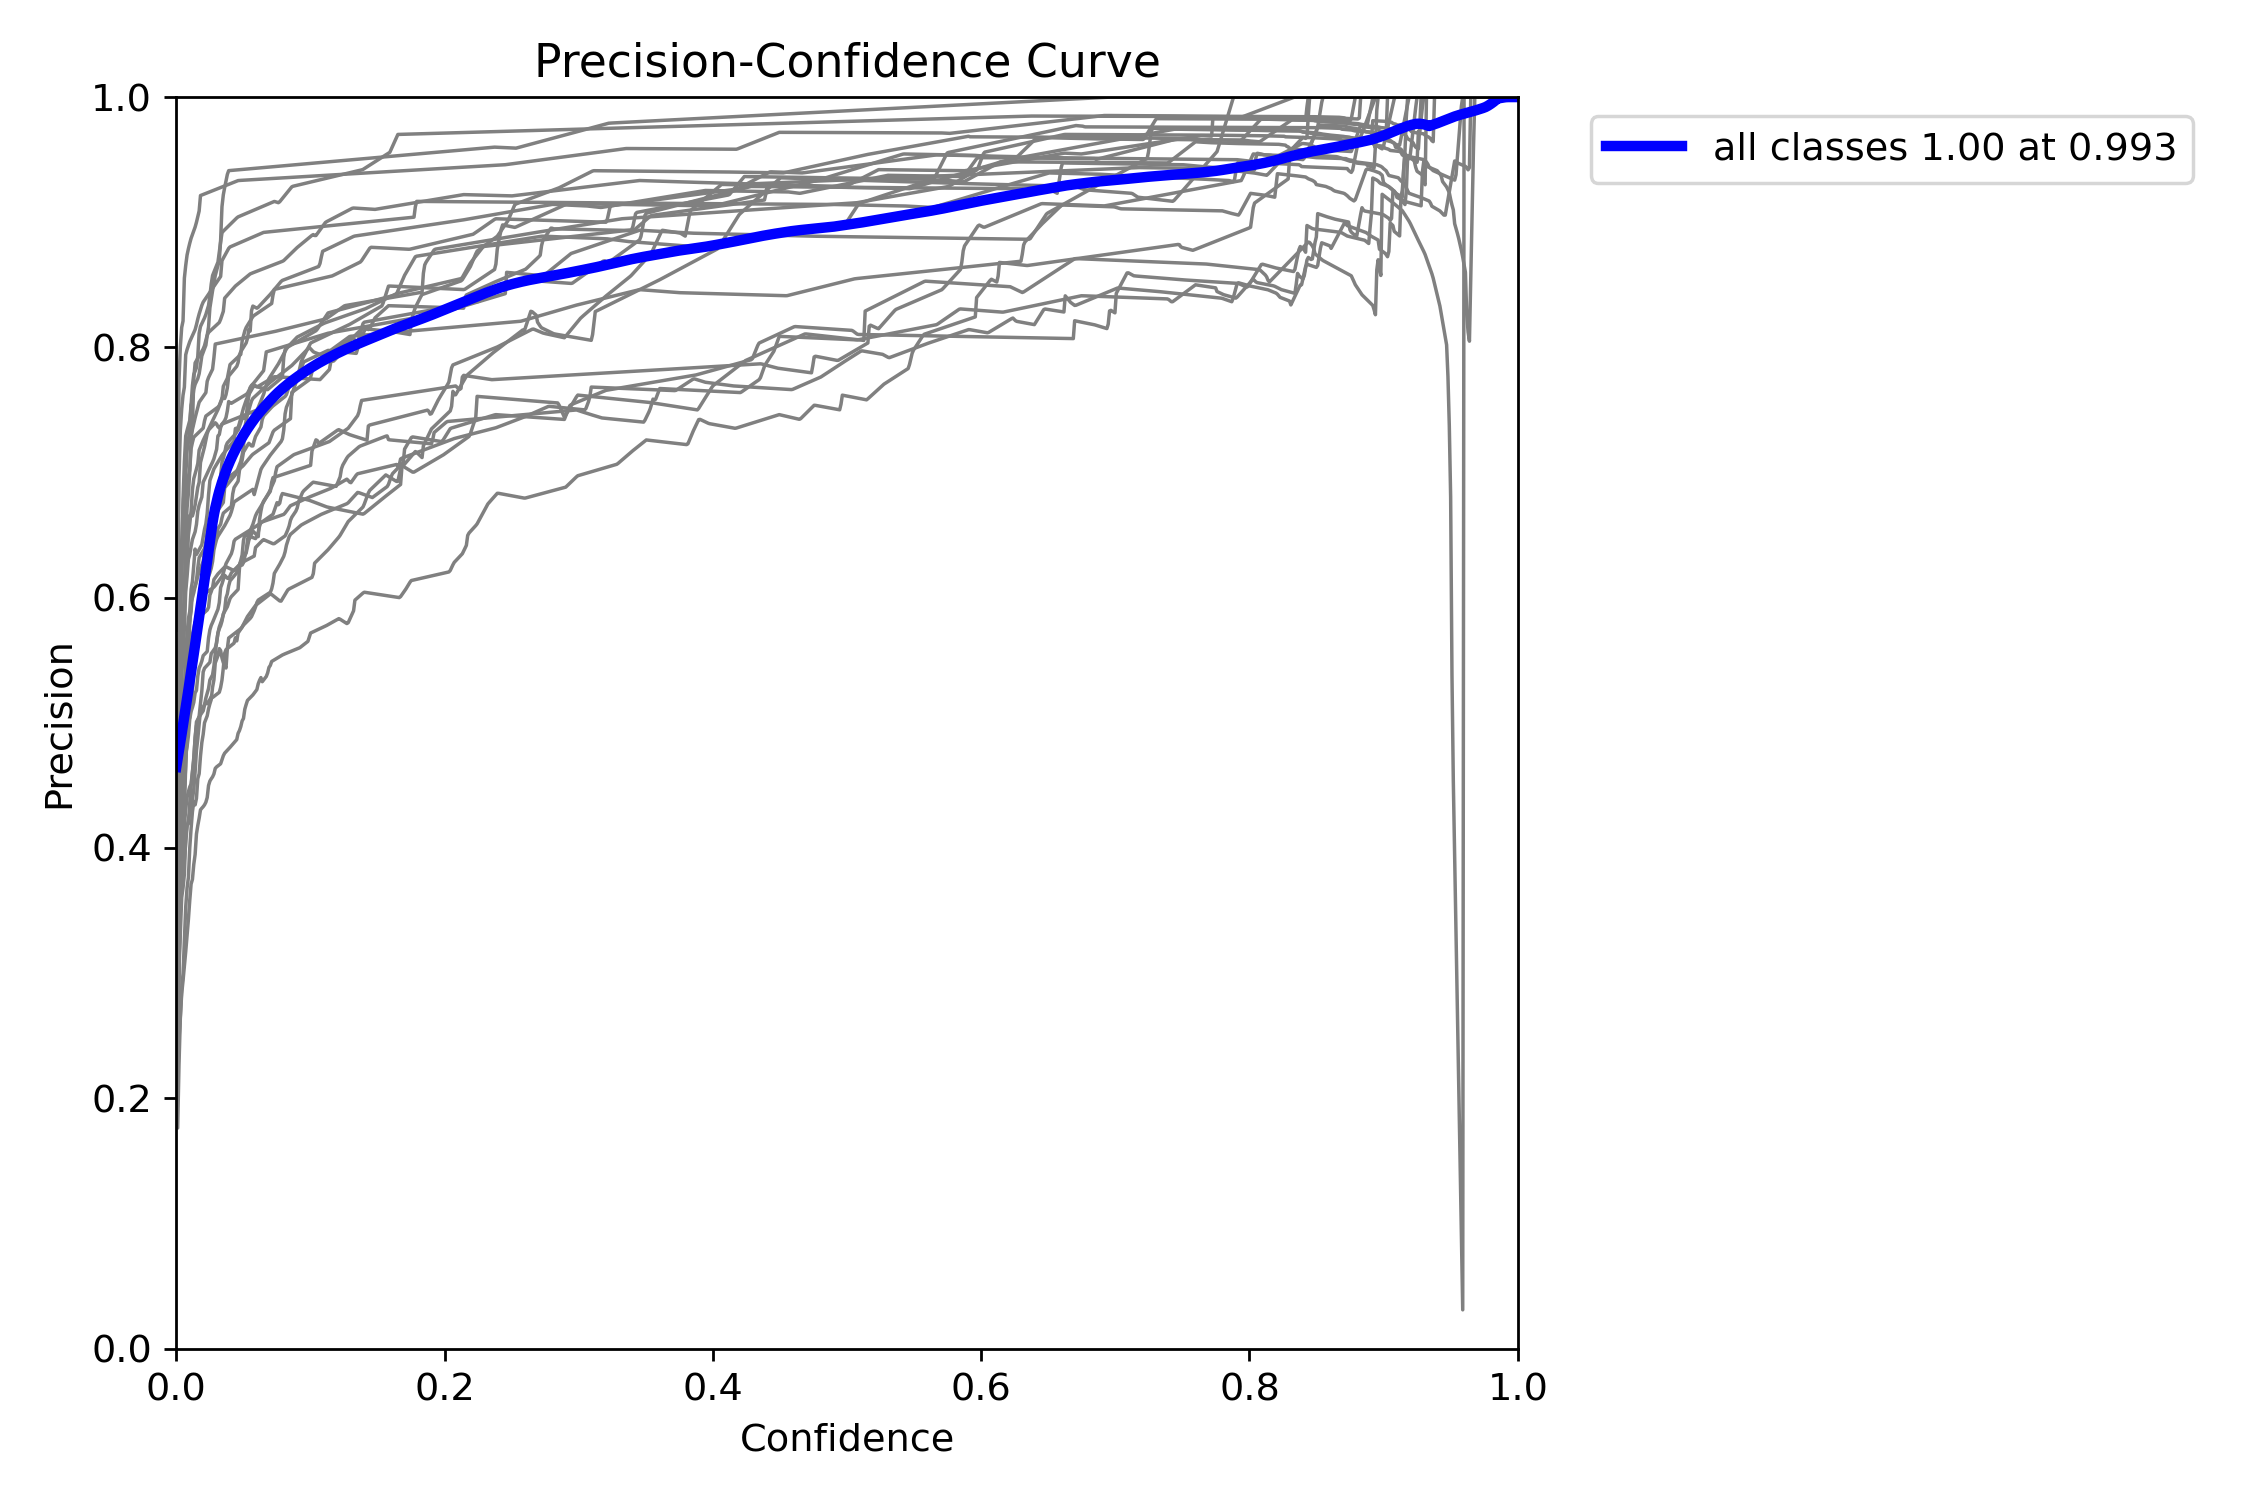 Precision-Confidence Curve
all classes 1.00 at 0.993
1.0
0.8
0.6
0.4
0.2
0.0
Precision
0.0 0.2 0.4 0.6 0.8 1.0
Confidence